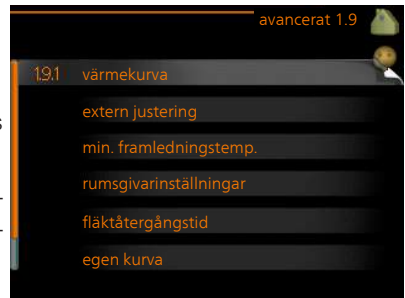 avancerat 1.9
1.9.1 värmekurva
extern justering
min. framledningstemp.
rumsgivarinställningar
fläktåtergångstid
egen kurva